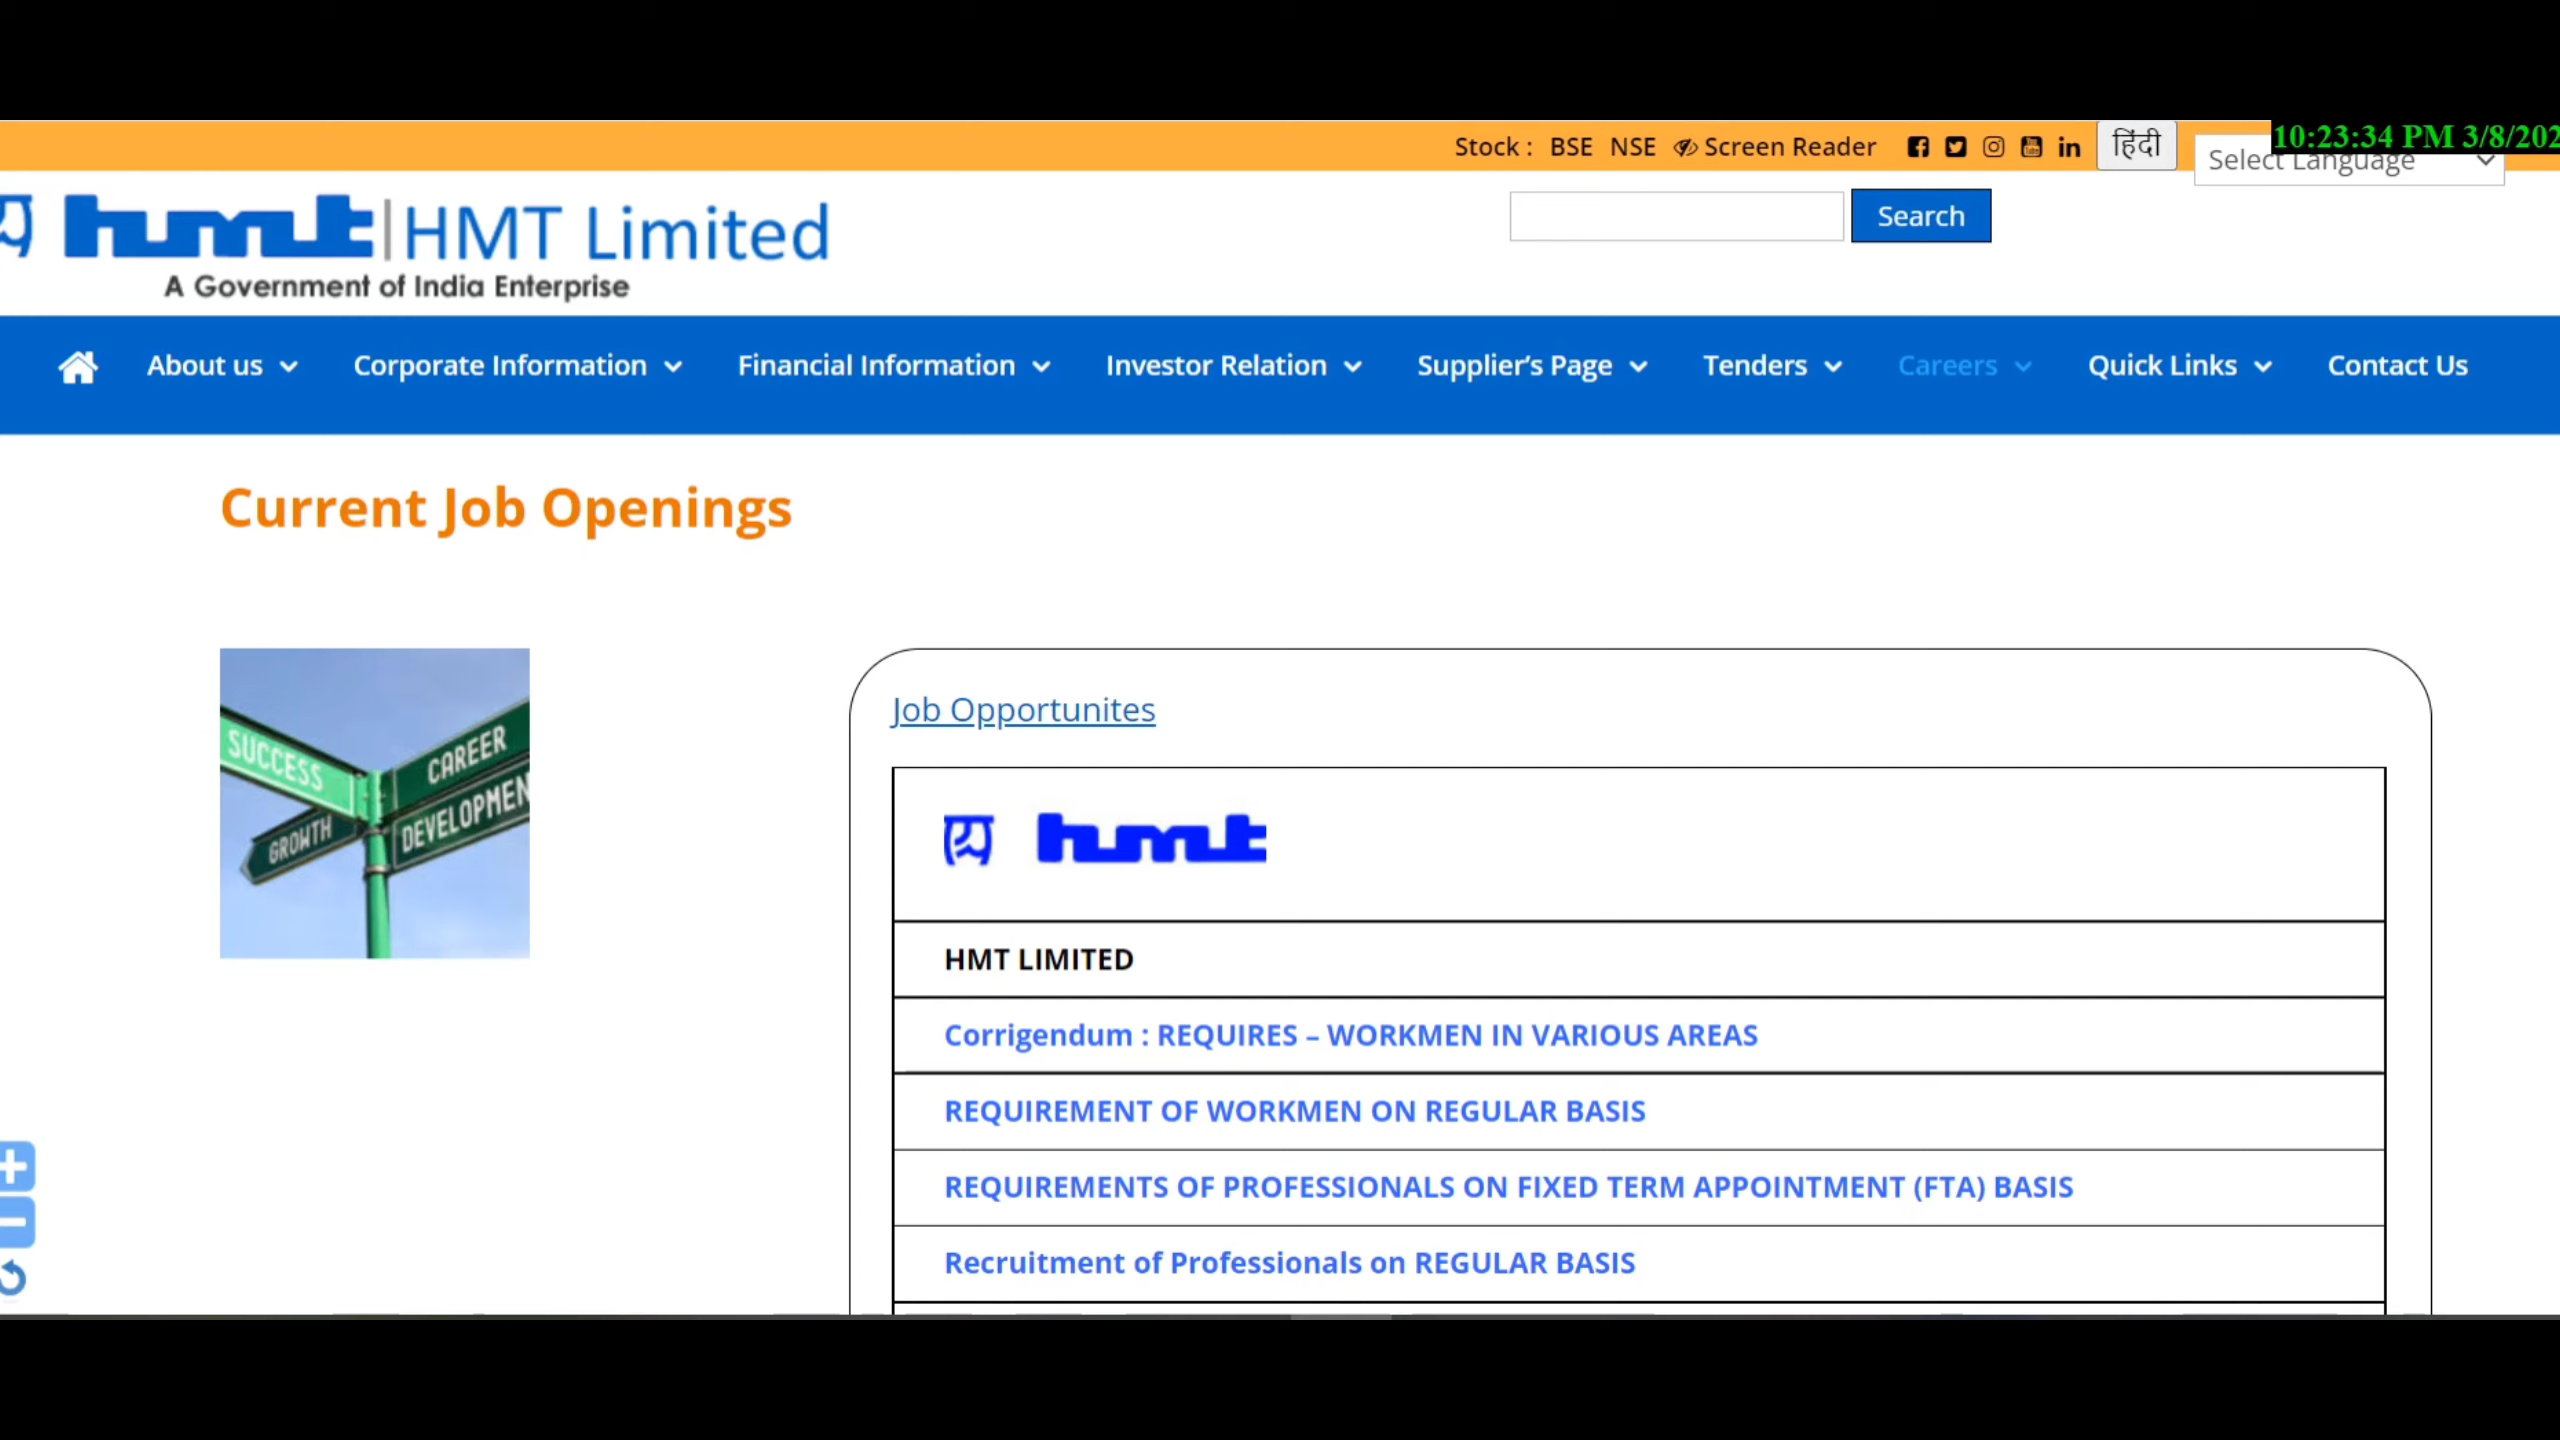 Stock : BSE NSE Screen Reader हिंदी Select Language
10:23:34 PM 3/8/202
hmt | HMT Limited
A Government of India Enterprise
Search
About us Corporate Information Financial Information Investor Relation Supplier’s Page Tenders Careers Quick Links Contact Us
Current Job Openings
SUCCESS
CAREER
GROWTH
DEVELOPMEN
Job Opportunites
hmt
HMT LIMITED
Corrigendum : REQUIRES – WORKMEN IN VARIOUS AREAS
REQUIREMENT OF WORKMEN ON REGULAR BASIS
REQUIREMENTS OF PROFESSIONALS ON FIXED TERM APPOINTMENT (FTA) BASIS
Recruitment of Professionals on REGULAR BASIS